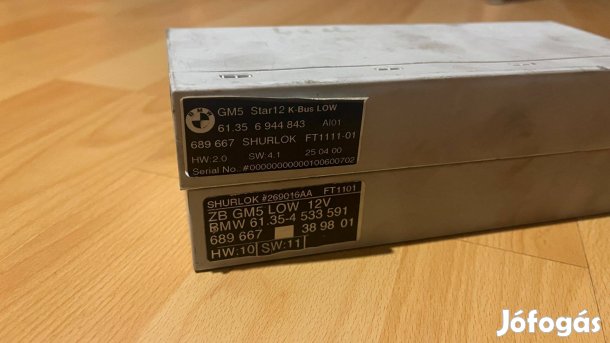 BMW
GM5 Star12 K-Bus LOW
61.35 6 944 843 AI01
689 667 SHURLOK FT1111-01
HW:2.0 SW:4.1 25 04 00
Serial No.: #00000000000100600702
SHURLOK #269016AA FT1101
ZB GM5 LOW 12V
BMW 61.35-4 533 591
689 667 38 98 01
HW:10 SW:11
Jófogás